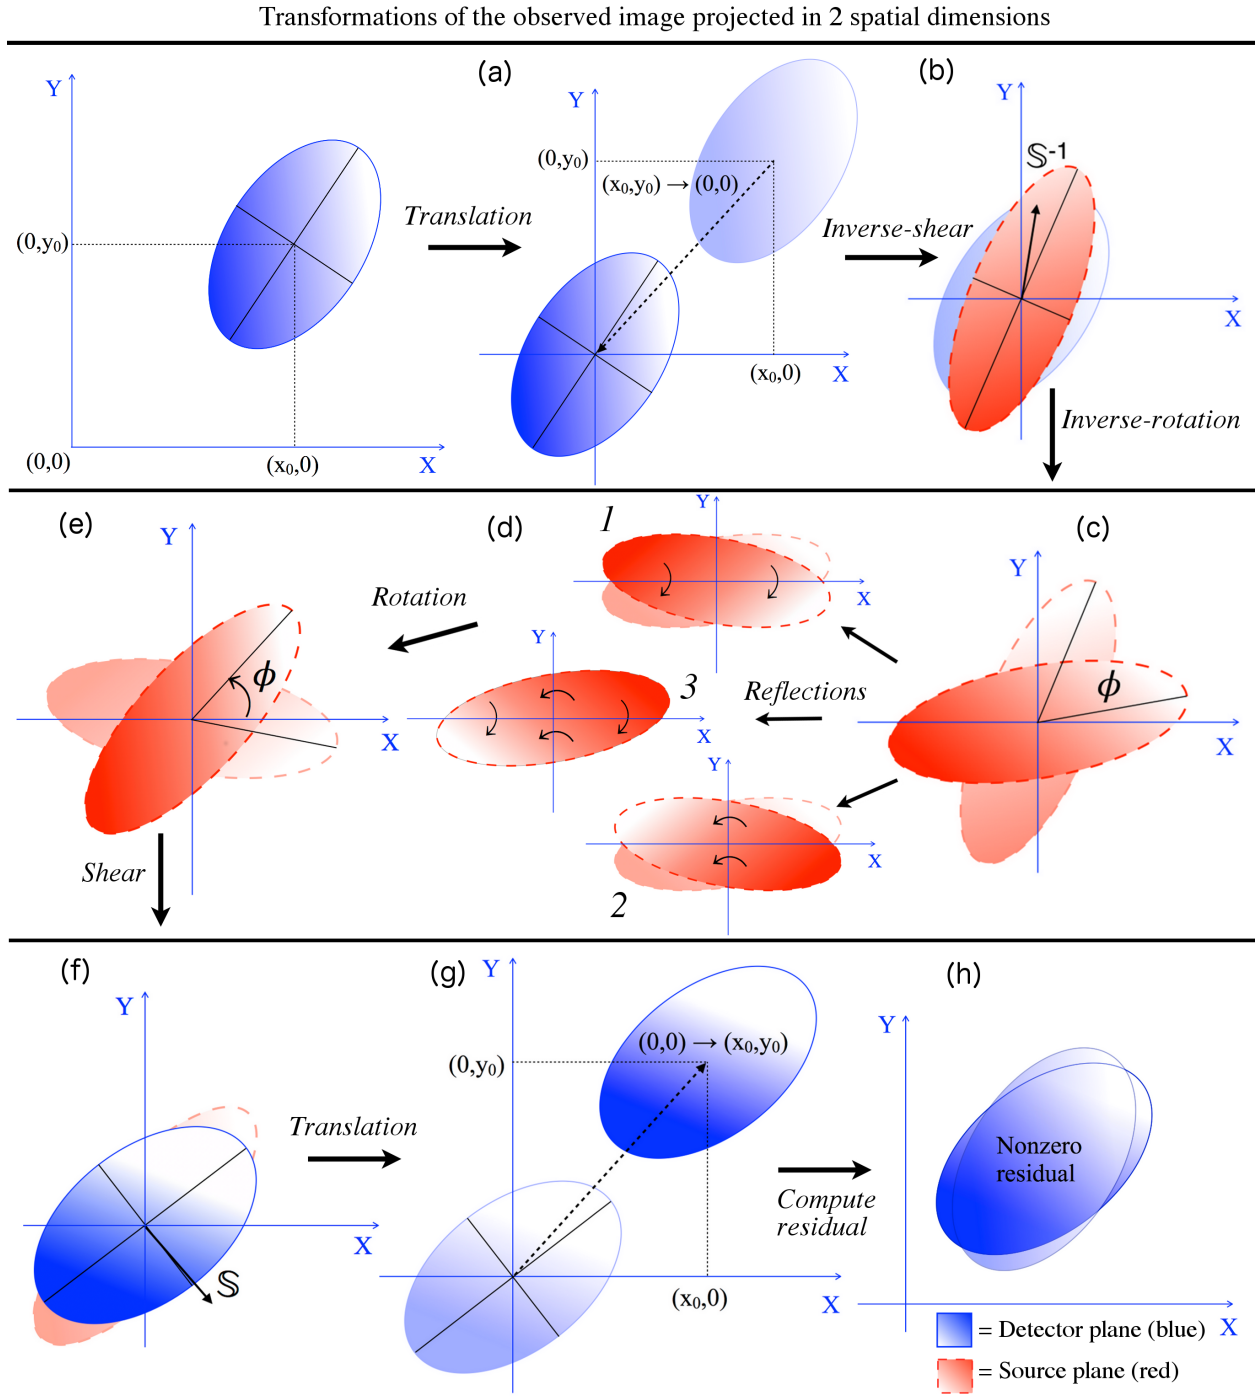 Transformations of the observed image projected in 2 spatial dimensions
Y
(0,y₀)
(0,0)
(x₀,0)
X
Translation
(a)
Y
(0,y₀)
(x₀,y₀) → (0,0)
(x₀,0)
X
Inverse-shear
(b)
Y
𝕊⁻¹
X
Inverse-rotation
(c)
Y
ϕ
X
Reflections
(d)
1
Y
X
Y
3
X
Y
X
2
Rotation
(e)
Y
ϕ
X
Shear
(f)
Y
X
𝕊
Translation
(g)
Y
(0,0) → (x₀,y₀)
(0,y₀)
(x₀,0)
X
Compute
residual
(h)
Y
Nonzero
residual
X
= Detector plane (blue)
= Source plane (red)